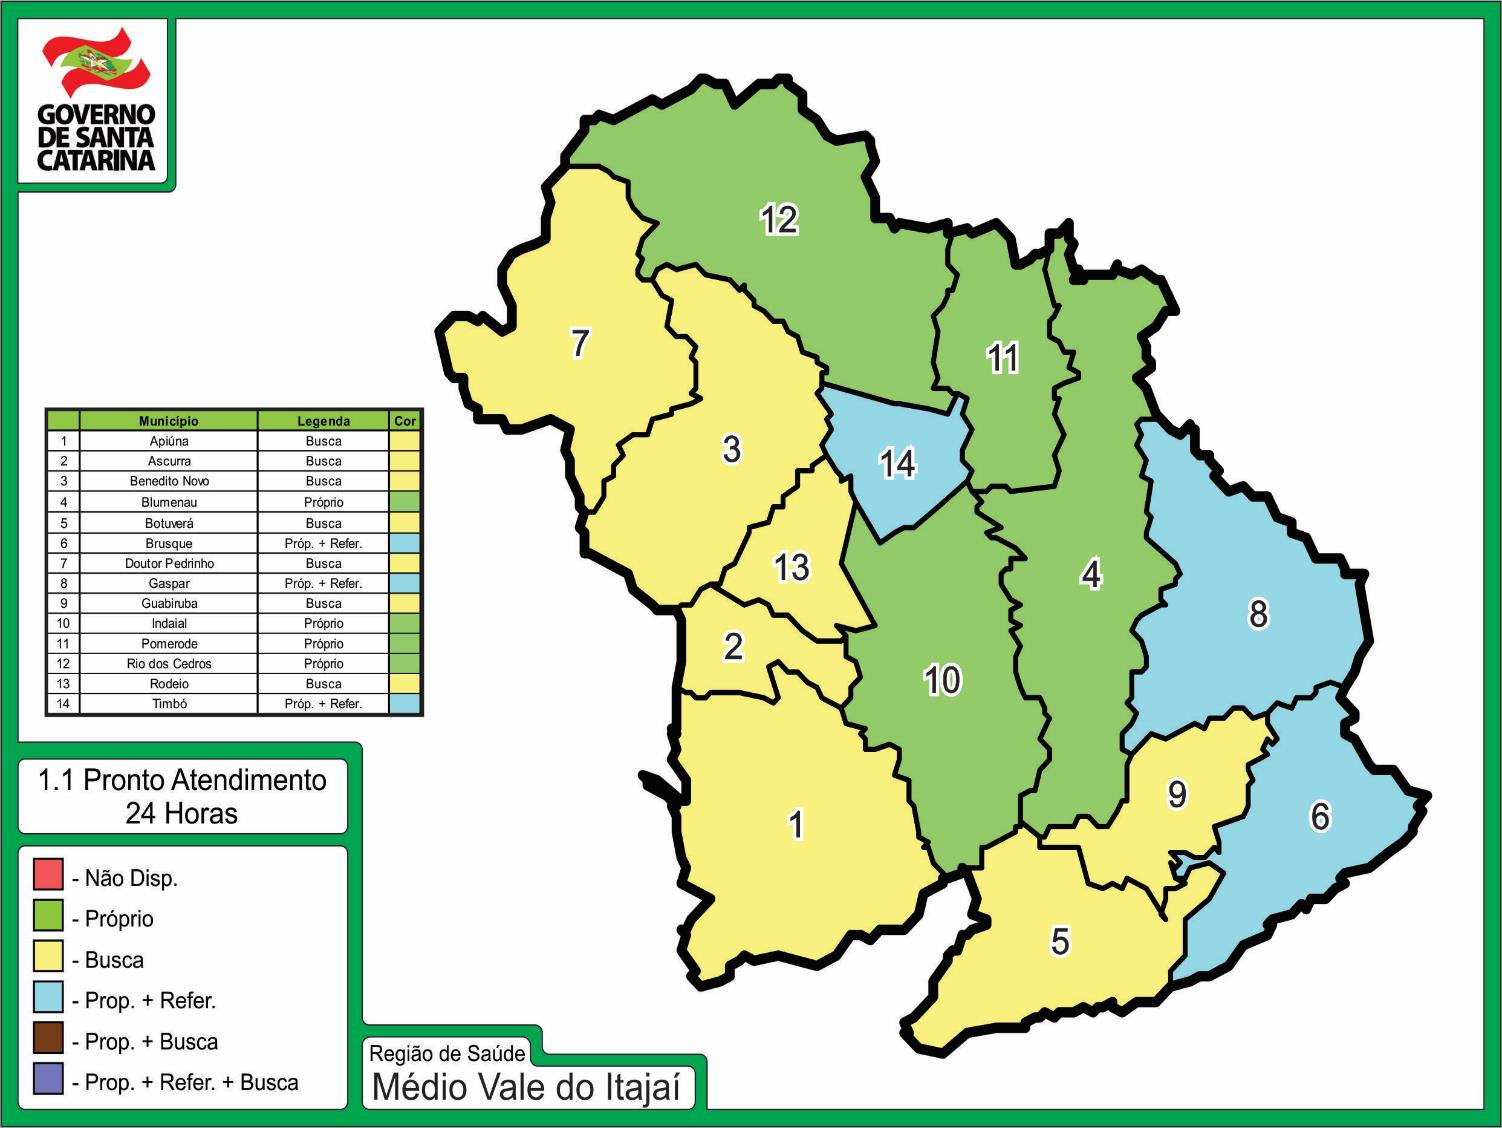 GOVERNO
DE SANTA
CATARINA
Município Legenda Cor
1 Apiúna Busca
2 Ascurra Busca
3 Benedito Novo Busca
4 Blumenau Próprio
5 Botuverá Busca
6 Brusque Próp. + Refer.
7 Doutor Pedrinho Busca
8 Gaspar Próp. + Refer.
9 Guabiruba Busca
10 Indaial Próprio
11 Pomerode Próprio
12 Rio dos Cedros Próprio
13 Rodeio Busca
14 Timbó Próp. + Refer.
12
7
11
3
14
13
4
8
2
10
9
1
6
5
1.1 Pronto Atendimento
24 Horas
- Não Disp.
- Próprio
- Busca
- Prop. + Refer.
- Prop. + Busca
- Prop. + Refer. + Busca
Região de Saúde
Médio Vale do Itajaí